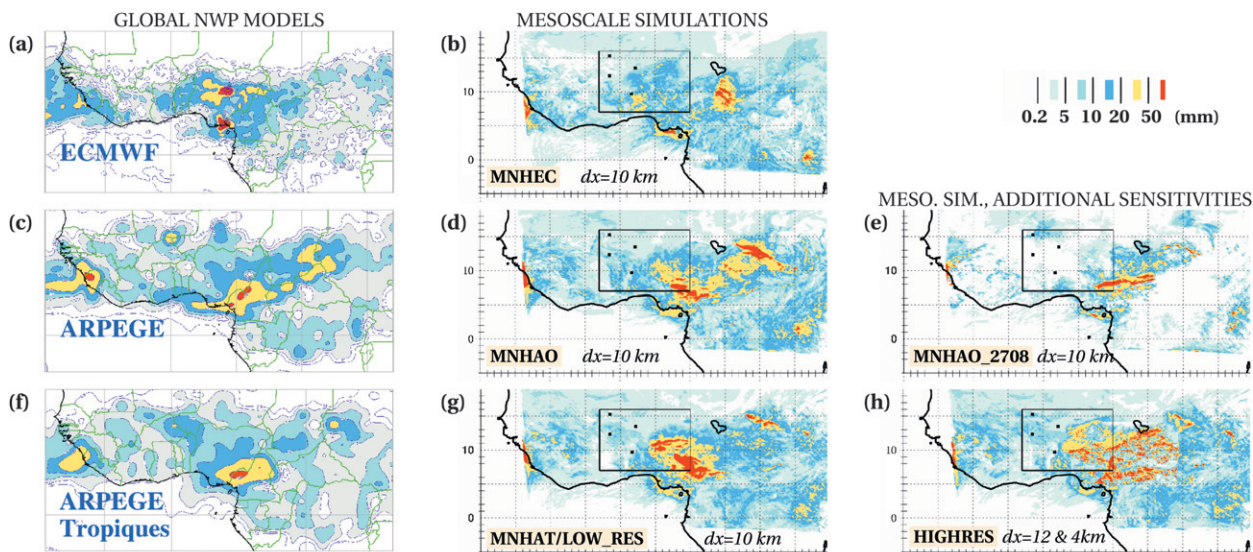 GLOBAL NWP MODELS
MESOSCALE SIMULATIONS
(a)
ECMWF
(b)
10
0
MNHEC dx=10 km
0.2 5 10 20 50 (mm)
(c)
ARPEGE
(d)
10
0
MNHAO dx=10 km
MESO. SIM., ADDITIONAL SENSITIVITIES
(e)
10
0
MNHAO_2708 dx=10 km
(f)
ARPEGE
Tropiques
(g)
10
0
MNHAT/LOW_RES dx=10 km
(h)
10
0
HIGHRES dx=12 & 4km